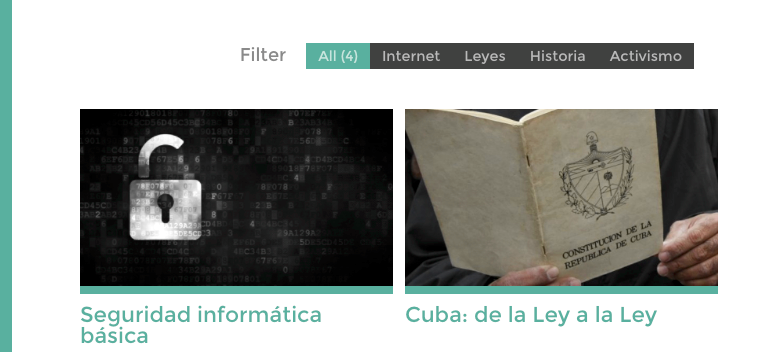 Filter All (4) Internet Leyes Historia Activismo
CONSTITUCION DE LA
REPUBLICA DE CUBA
Seguridad informática
básica
Cuba: de la Ley a la Ley